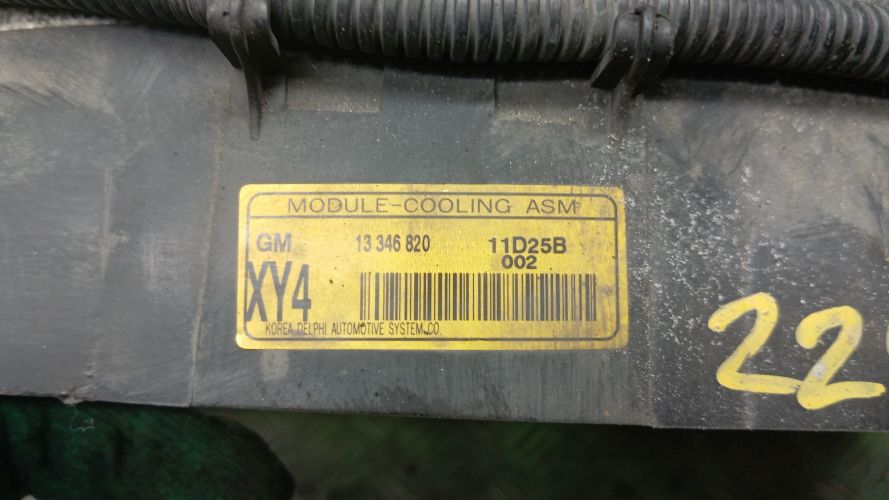 MODULE-COOLING ASM
GM 13 346 820 11D25B
002
XY4
KOREA DELPHI AUTOMOTIVE SYSTEM CO.
22